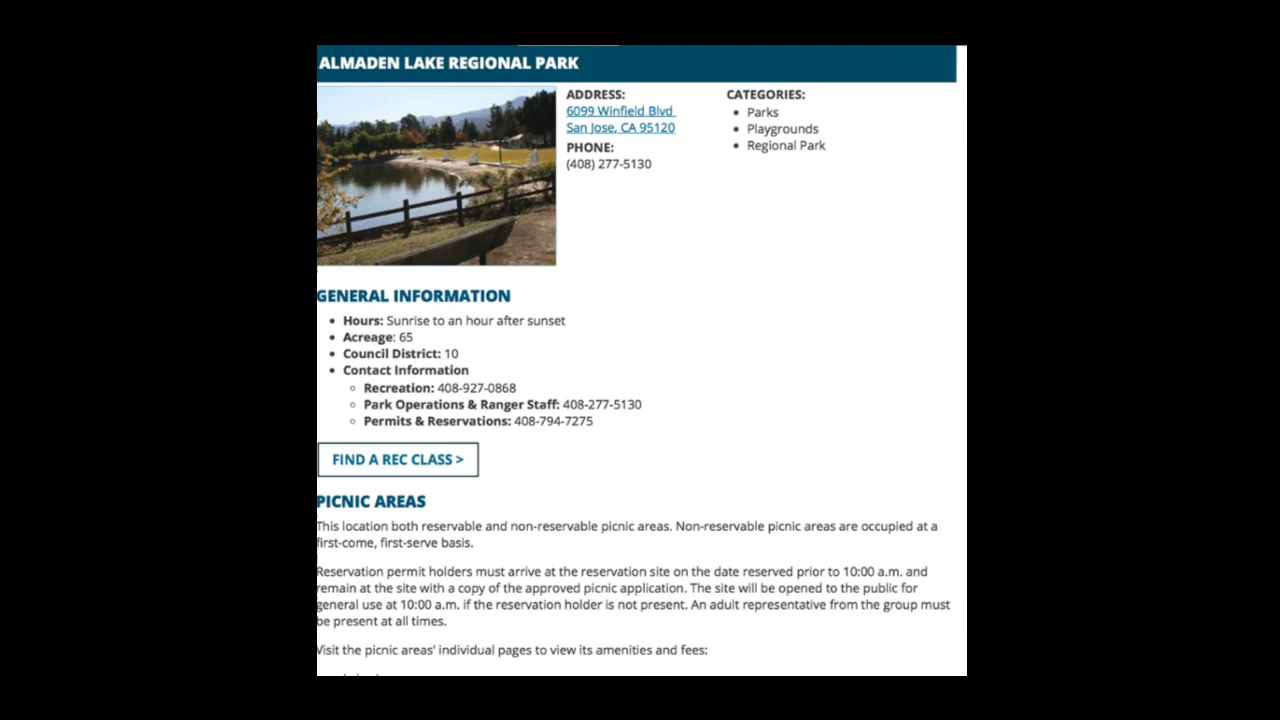 ALMADEN LAKE REGIONAL PARK
ADDRESS:
6099 Winfield Blvd
San Jose, CA 95120
PHONE:
(408) 277-5130
CATEGORIES:
• Parks
• Playgrounds
• Regional Park
GENERAL INFORMATION
• Hours: Sunrise to an hour after sunset
• Acreage: 65
• Council District: 10
• Contact Information
◦ Recreation: 408-927-0868
◦ Park Operations & Ranger Staff: 408-277-5130
◦ Permits & Reservations: 408-794-7275
FIND A REC CLASS >
PICNIC AREAS
This location both reservable and non-reservable picnic areas. Non-reservable picnic areas are occupied at a
first-come, first-serve basis.
Reservation permit holders must arrive at the reservation site on the date reserved prior to 10:00 a.m. and
remain at the site with a copy of the approved picnic application. The site will be opened to the public for
general use at 10:00 a.m. if the reservation holder is not present. An adult representative from the group must
be present at all times.
Visit the picnic areas' individual pages to view its amenities and fees: